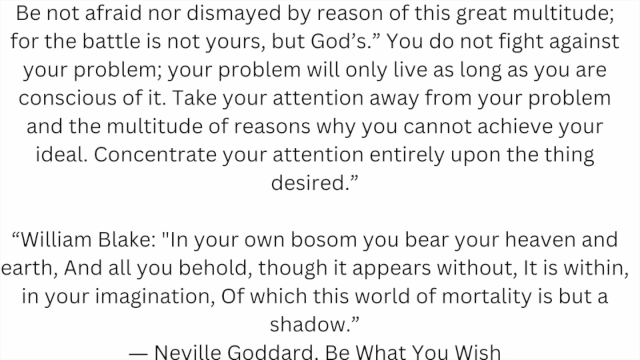 Be not afraid nor dismayed by reason of this great multitude;
for the battle is not yours, but God’s.” You do not fight against
your problem; your problem will only live as long as you are
conscious of it. Take your attention away from your problem
and the multitude of reasons why you cannot achieve your
ideal. Concentrate your attention entirely upon the thing
desired.”
“William Blake: "In your own bosom you bear your heaven and
earth, And all you behold, though it appears without, It is within,
in your imagination, Of which this world of mortality is but a
shadow.”
— Neville Goddard, Be What You Wish